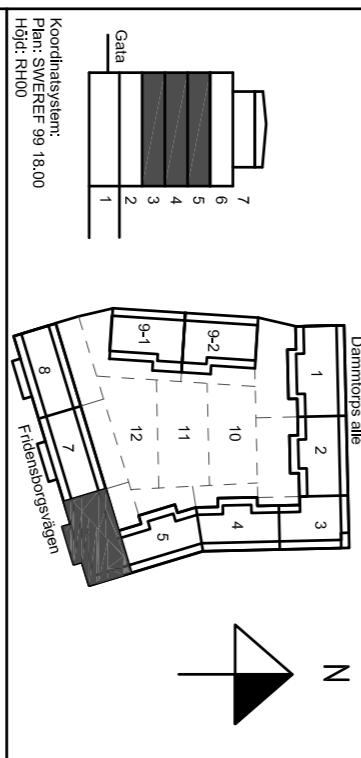 Koordinatsystem:
Plan: SWEREF 99 18.00
Höjd: RH00
Gata
1
2
3
4
5
6
7
Dammtorps alle
1
2
3
4
5
7
8
9-1
9-2
10
11
12
Fridensborgsvägen
N